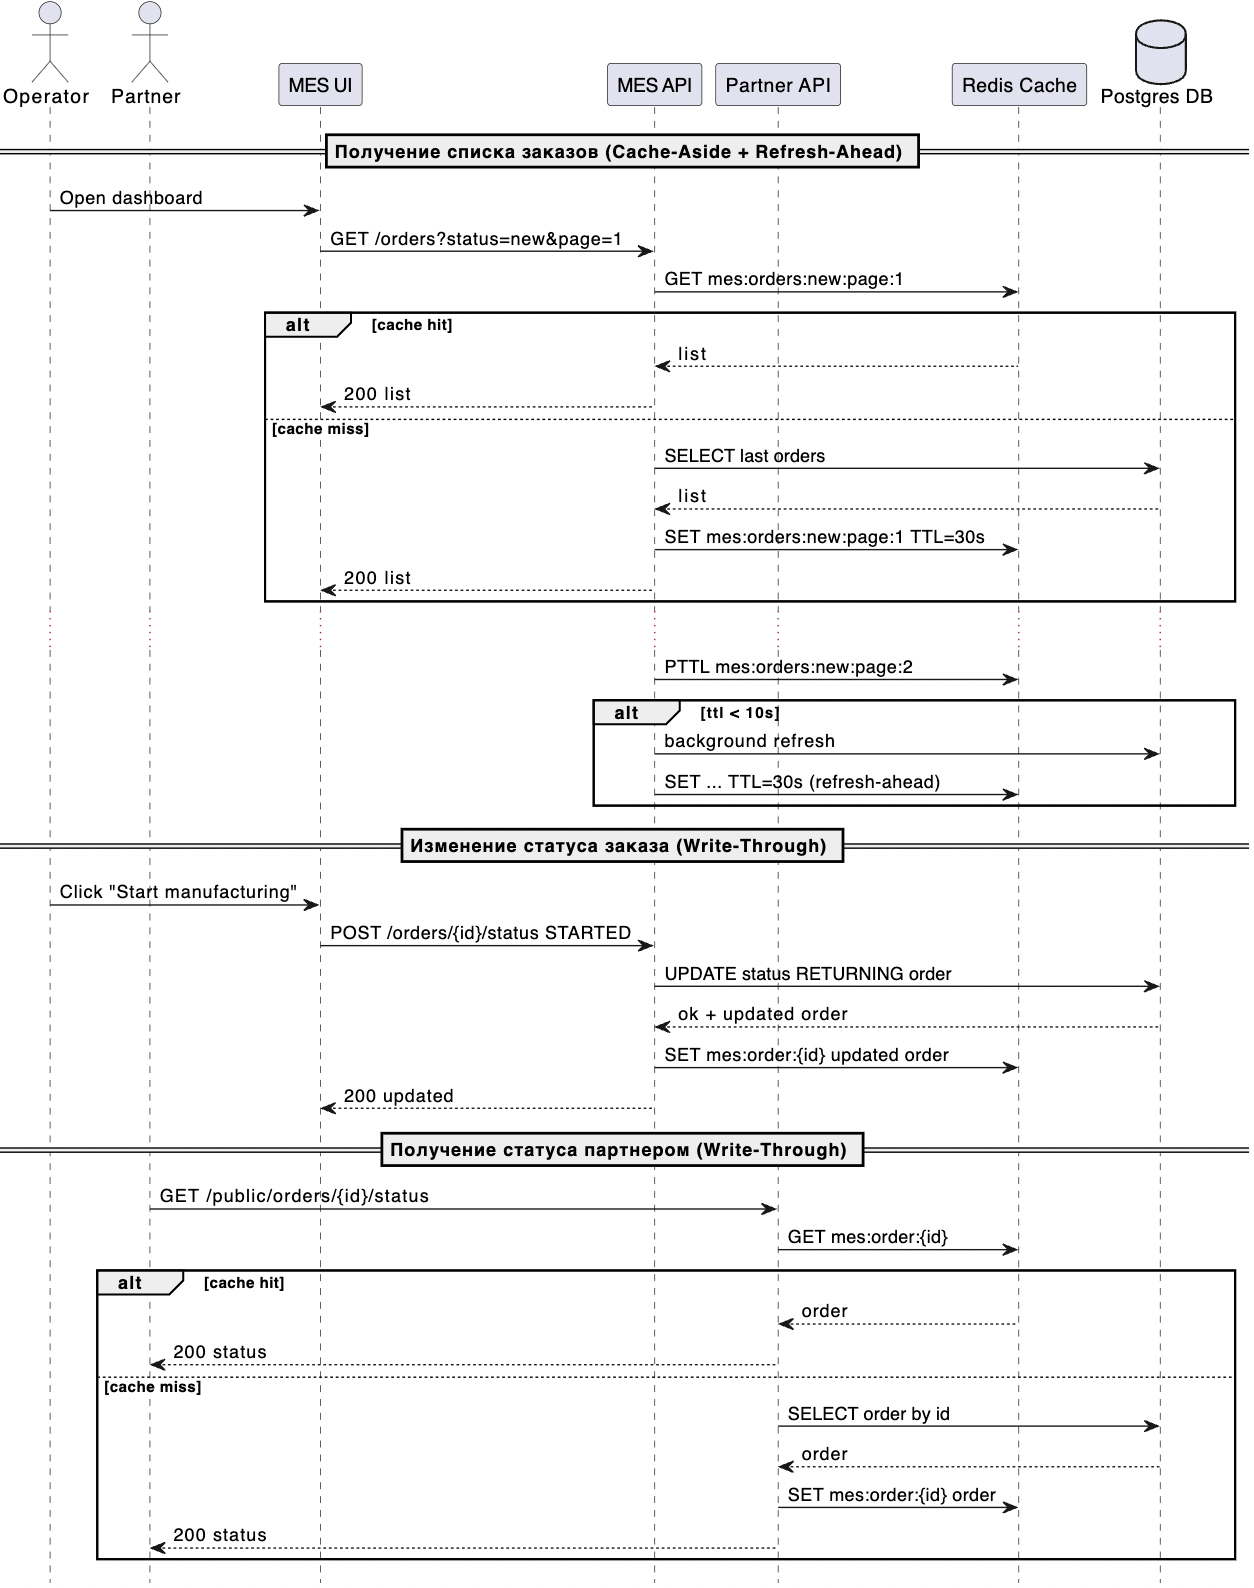 Operator
Partner
MES UI
MES API
Partner API
Redis Cache
Postgres DB
Получение списка заказов (Cache-Aside + Refresh-Ahead)
Open dashboard
GET /orders?status=new&page=1
GET mes:orders:new:page:1
alt
[cache hit]
list
200 list
[cache miss]
SELECT last orders
list
SET mes:orders:new:page:1 TTL=30s
200 list
PTTL mes:orders:new:page:2
alt
[ttl < 10s]
background refresh
SET ... TTL=30s (refresh-ahead)
Изменение статуса заказа (Write-Through)
Click "Start manufacturing"
POST /orders/{id}/status STARTED
UPDATE status RETURNING order
ok + updated order
SET mes:order:{id} updated order
200 updated
Получение статуса партнером (Write-Through)
GET /public/orders/{id}/status
GET mes:order:{id}
alt
[cache hit]
order
200 status
[cache miss]
SELECT order by id
order
SET mes:order:{id} order
200 status